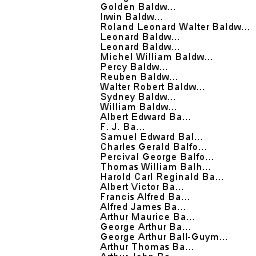 Golden Baldw...
Irwin Baldw...
Roland Leonard Walter Baldw...
Leonard Baldw...
Leonard Baldw...
Michel William Baldw...
Percy Baldw...
Reuben Baldw...
Walter Robert Baldw...
Sydney Baldw...
William Baldw...
Albert Edward Ba...
F. J. Ba...
Samuel Edward Bal...
Charles Gerald Balfo...
Percival George Balfo...
Thomas William Balh...
Harold Carl Reginald Ba...
Albert Victor Ba...
Francis Alfred Ba...
Alfred James Ba...
Arthur Maurice Ba...
George Arthur Ba...
George Arthur Ball-Guym...
Arthur Thomas Ba...
Arthur John Ba...